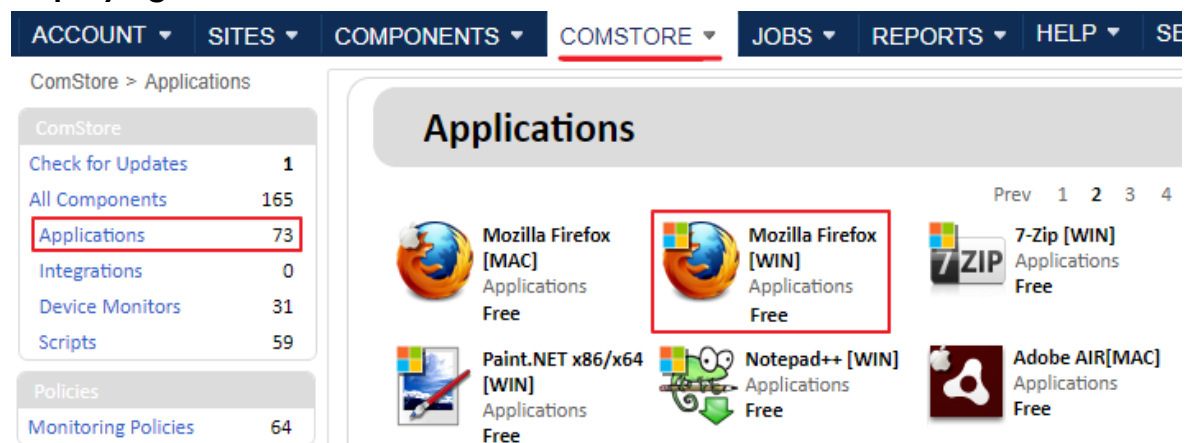 ACCOUNT SITES COMPONENTS COMSTORE JOBS REPORTS HELP
ComStore > Applications
ComStore
Check for Updates 1
All Components 165
Applications 73
Integrations 0
Device Monitors 31
Scripts 59
Policies
Monitoring Policies 64
Applications
Prev 1 2 3 4
Mozilla Firefox
[MAC]
Applications
Free
Mozilla Firefox
[WIN]
Applications
Free
7 ZIP
7-Zip [WIN]
Applications
Free
Paint.NET x86/x64
[WIN]
Applications
Free
Notepad++ [WIN]
Applications
Free
Adobe AIR[MAC]
Applications
Free